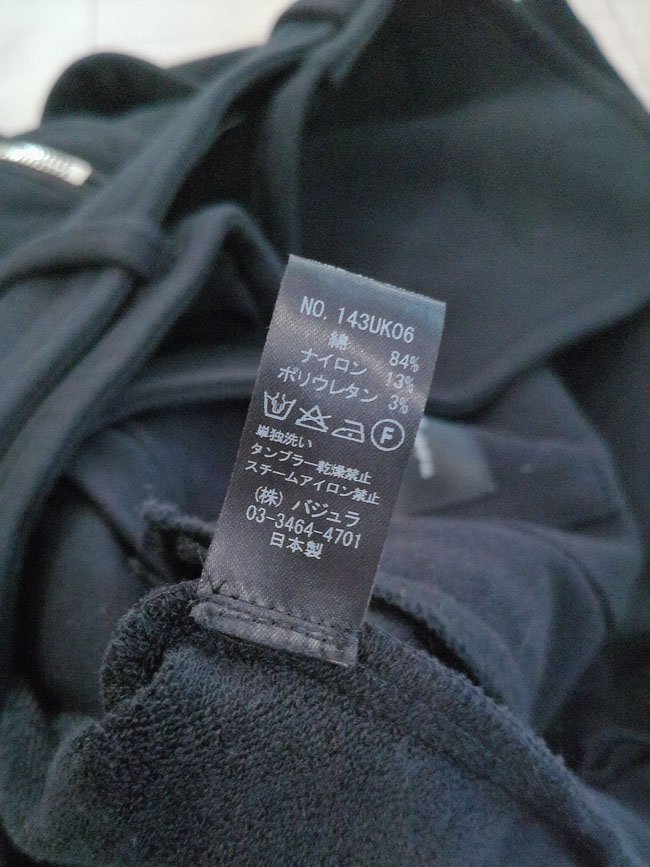 NO. 143UK06
綿 84%
ナイロン 13%
ポリウレタン 3%
F
単独洗い
タンブラー乾燥禁止
スチームアイロン禁止
(株) バジュラ
03-3464-4701
日本製